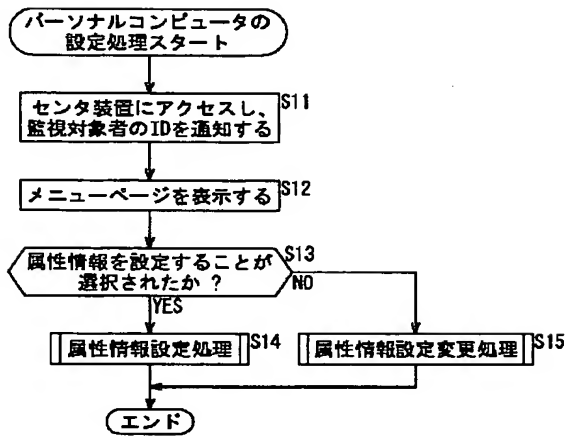 パーソナルコンピュータの
設定処理スタート
センタ装置にアクセスし、
監視対象者のIDを通知する
S11
メニューページを表示する
S12
属性情報を設定することが
選択されたか ?
S13
NO
YES
属性情報設定処理
S14
属性情報設定変更処理
S15
エンド